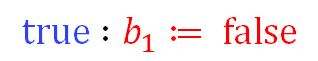 true : b₁ := false